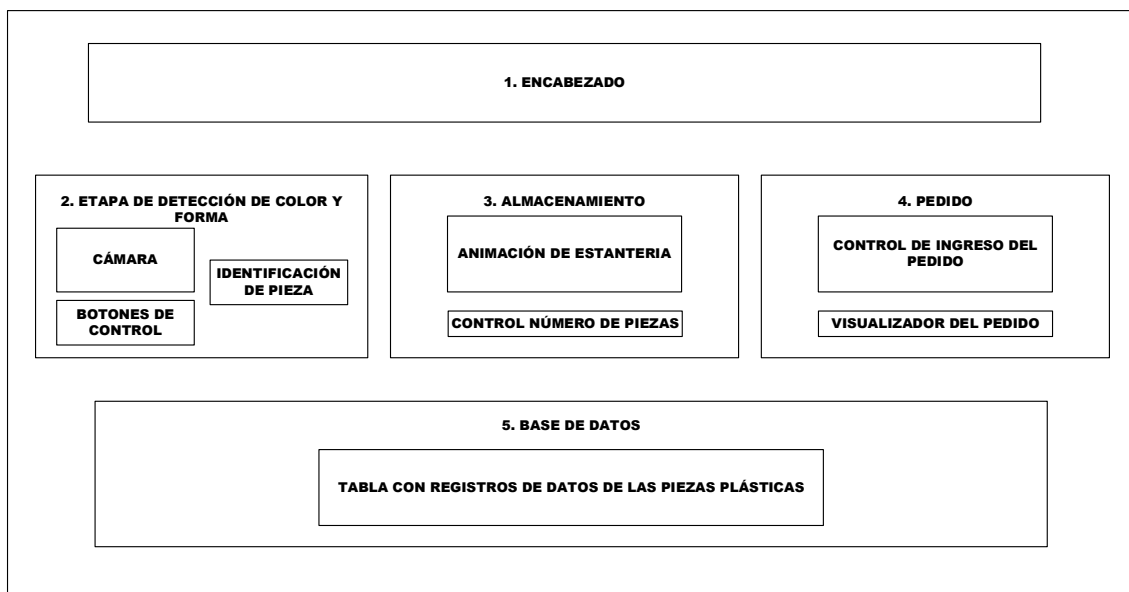 1. ENCABEZADO
2. ETAPA DE DETECCIÓN DE COLOR Y
FORMA
CÁMARA
IDENTIFICACIÓN
DE PIEZA
BOTONES DE
CONTROL
3. ALMACENAMIENTO
ANIMACIÓN DE ESTANTERIA
CONTROL NÚMERO DE PIEZAS
4. PEDIDO
CONTROL DE INGRESO DEL
PEDIDO
VISUALIZADOR DEL PEDIDO
5. BASE DE DATOS
TABLA CON REGISTROS DE DATOS DE LAS PIEZAS PLÁSTICAS